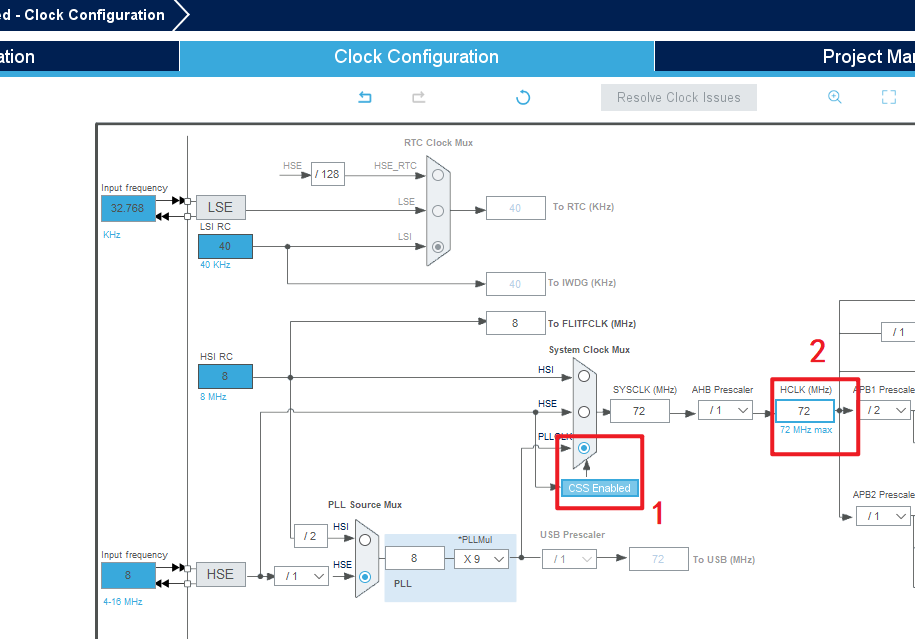 ed - Clock Configuration
ation
Clock Configuration
Project Mar
Resolve Clock Issues
RTC Clock Mux
HSE
/ 128
HSE_RTC
Input frequency
32.768
KHz
LSE
LSE
40
To RTC (KHz)
LSI RC
40
40 KHz
LSI
40
To IWDG (KHz)
8
To FLITFCLK (MHz)
/ 1
System Clock Mux
2
HSI RC
8
8 MHz
HSI
HSE
PLLCLK
SYSCLK (MHz)
72
AHB Prescaler
/ 1
HCLK (MHz)
72
72 MHz max
APB1 Prescale
/ 2
CSS Enabled
1
APB2 Prescale
/ 1
PLL Source Mux
HSI
/ 2
HSE
*PLLMul
8
X 9
PLL
USB Prescaler
/ 1
72
To USB (MHz)
Input frequency
8
4-16 MHz
HSE
/ 1